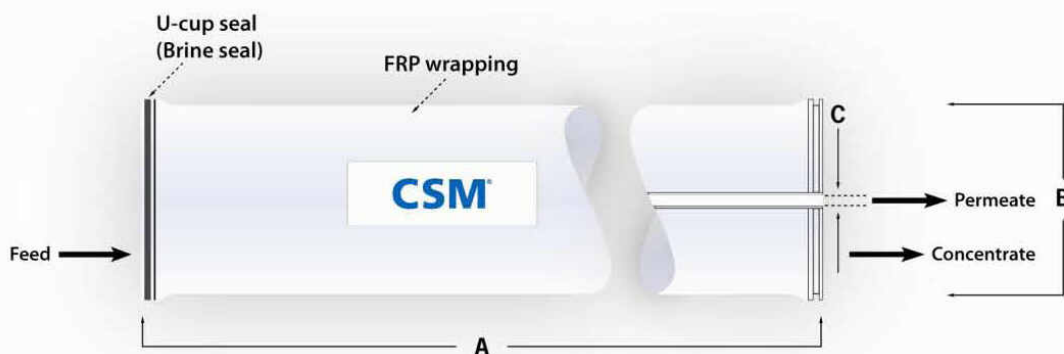 U-cup seal
(Brine seal)
FRP wrapping
C
CSM®
Permeate
B
Feed
Concentrate
A